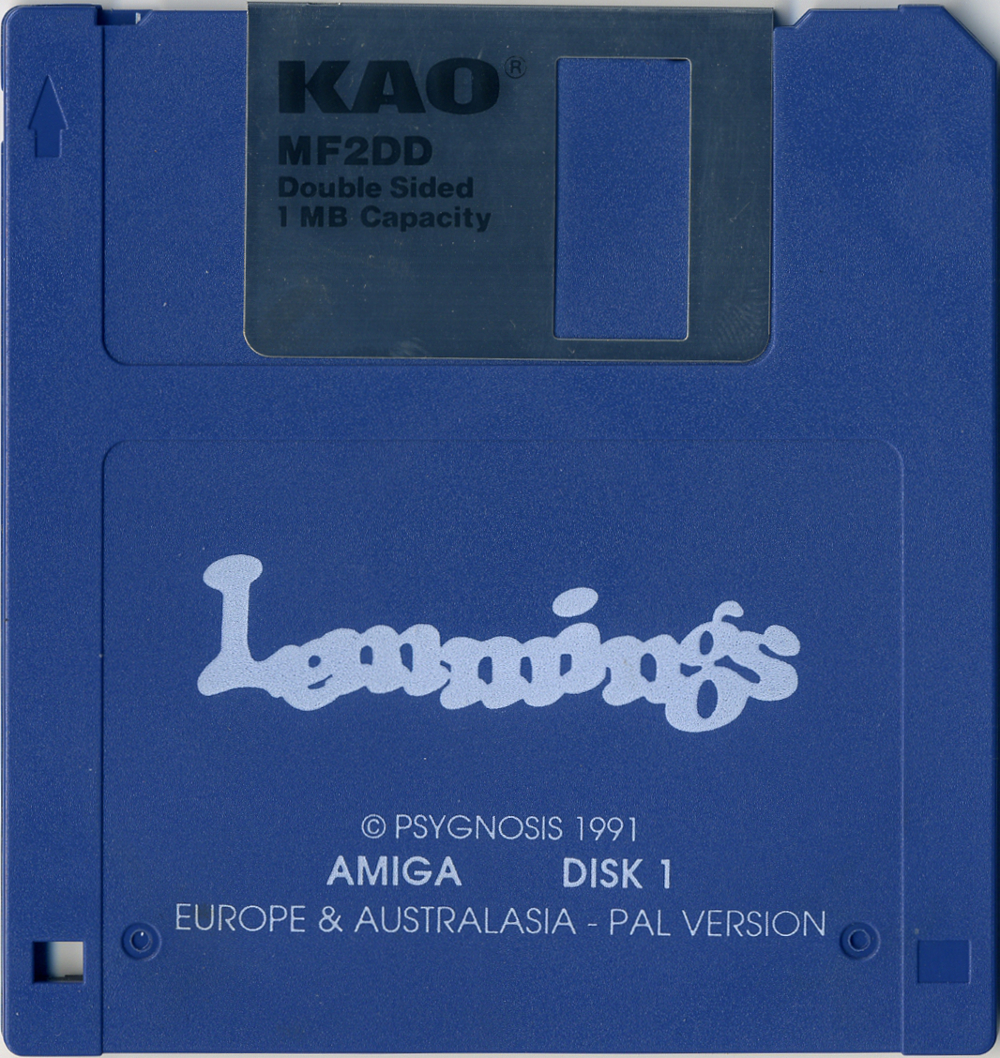 KAO®
MF2DD
Double Sided
1 MB Capacity
Lemmings
© PSYGNOSIS 1991
AMIGA DISK 1
EUROPE & AUSTRALASIA - PAL VERSION